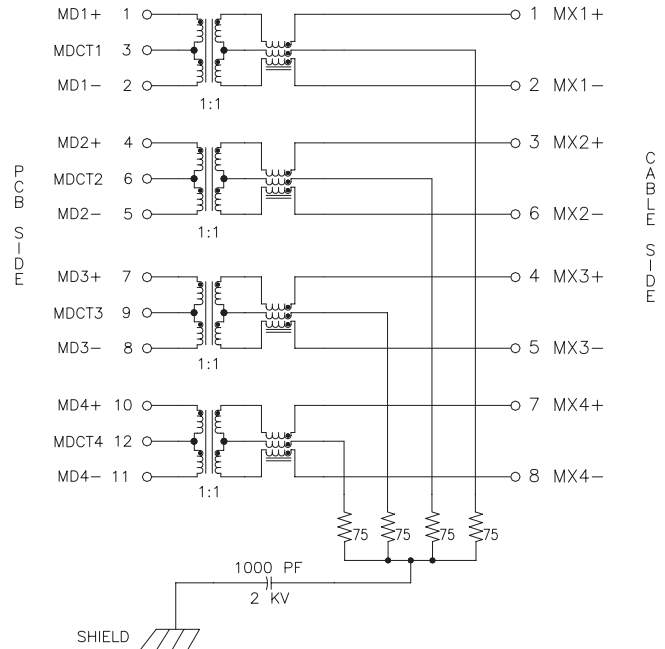 MD1+ 1 1 MX1+
MDCT1 3
MD1− 2 2 MX1−
1:1
MD2+ 4 3 MX2+
MDCT2 6
MD2− 5 6 MX2−
1:1
PCB SIDE
CABLE SIDE
MD3+ 7 4 MX3+
MDCT3 9
MD3− 8 5 MX3−
1:1
MD4+ 10 7 MX4+
MDCT4 12
MD4− 11 8 MX4−
1:1
75 75 75 75
1000 PF
2 KV
SHIELD